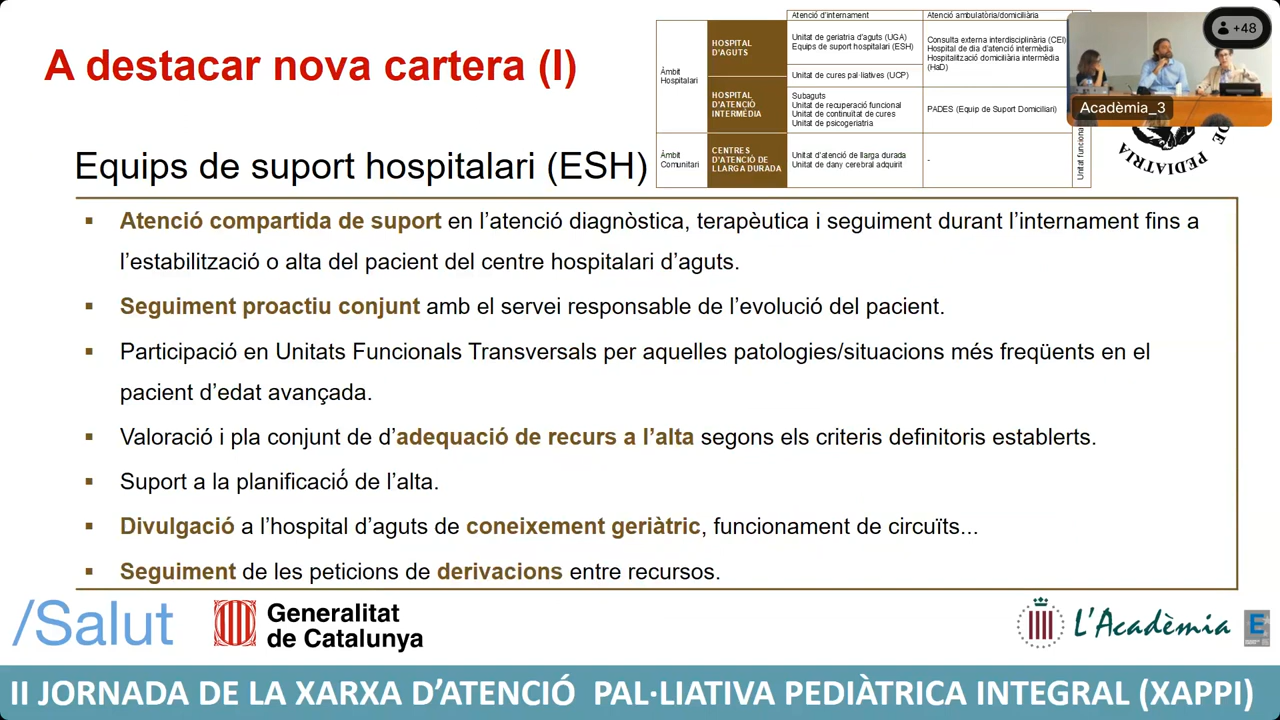 A destacar nova cartera (I)
Atenció d'internament
Atenció ambulatòria/domiciliària
Àmbit
Hospitalari
HOSPITAL
D'AGUTS
Unitat de geriatria d'aguts (UGA)
Equips de suport hospitalari (ESH)
Consulta externa interdisciplinària (CEI)
Hospital de dia d'atenció intermèdia
Hospitalització domiciliària intermèdia
(HaD)
Unitat de cures pal·liatives (UCP)
HOSPITAL
D'ATENCIÓ
INTERMÈDIA
Subaguts
Unitat de recuperació funcional
Unitat de continuïtat de cures
Unitat de psicogeriatria
PADES (Equip de Suport Domiciliari)
Àmbit
Comunitari
CENTRES
D'ATENCIÓ DE
LLARGA DURADA
Unitat d'atenció de llarga durada
Unitat de dany cerebral adquirit
-
Unitat funciona
+48
Acadèmia_3
DE PEDIATRIA
Equips de suport hospitalari (ESH)
▪ Atenció compartida de suport en l'atenció diagnòstica, terapèutica i seguiment durant l'internament fins a
l'estabilització o alta del pacient del centre hospitalari d'aguts.
▪ Seguiment proactiu conjunt amb el servei responsable de l'evolució del pacient.
▪ Participació en Unitats Funcionals Transversals per aquelles patologies/situacions més freqüents en el
pacient d'edat avançada.
▪ Valoració i pla conjunt de d'adequació de recurs a l'alta segons els criteris definitoris establerts.
▪ Suport a la planificació́ de l'alta.
▪ Divulgació a l'hospital d'aguts de coneixement geriàtric, funcionament de circuïts...
▪ Seguiment de les peticions de derivacions entre recursos.
/Salut
Generalitat
de Catalunya
L'Acadèmia
E
II JORNADA DE LA XARXA D'ATENCIÓ PAL·LIATIVA PEDIÀTRICA INTEGRAL (XAPPI)